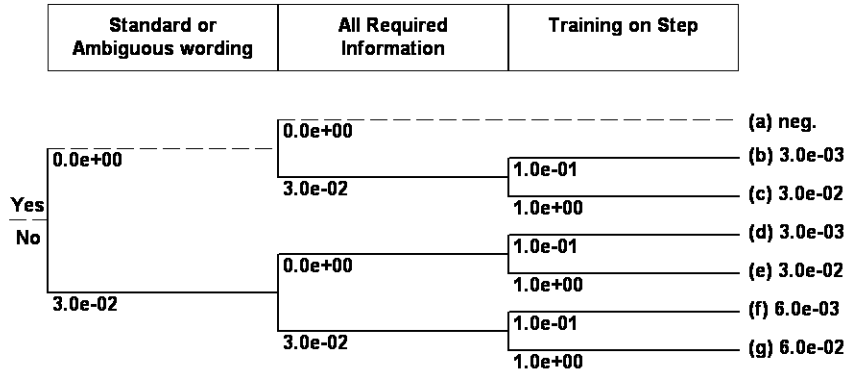 Standard or
Ambiguous wording
All Required
Information
Training on Step
0.0e+00
(a) neg.
0.0e+00
1.0e-01
(b) 3.0e-03
3.0e-02
1.0e+00
(c) 3.0e-02
Yes
No
1.0e-01
(d) 3.0e-03
0.0e+00
1.0e+00
(e) 3.0e-02
3.0e-02
1.0e-01
(f) 6.0e-03
3.0e-02
1.0e+00
(g) 6.0e-02